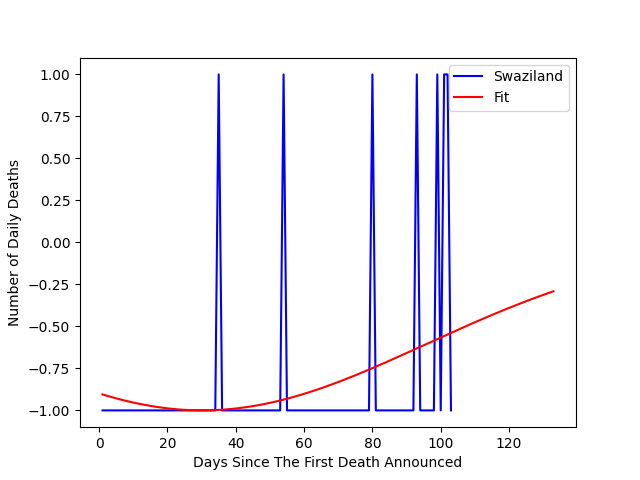 Swaziland
Fit
Number of Daily Deaths
1.00
0.75
0.50
0.25
0.00
−0.25
−0.50
−0.75
−1.00
0 20 40 60 80 100 120
Days Since The First Death Announced